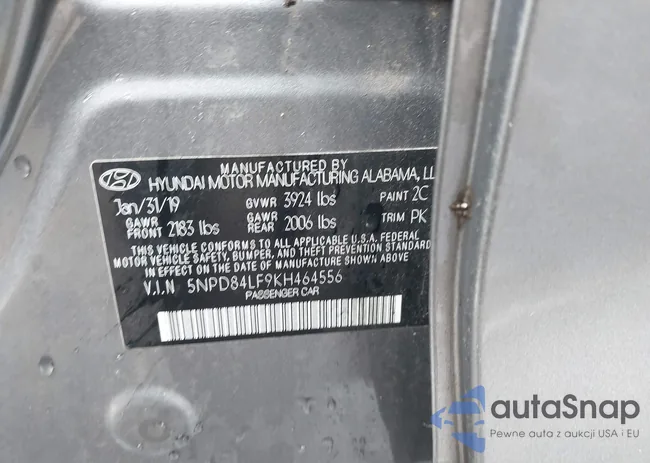 MANUFACTURED BY
HYUNDAI MOTOR MANUFACTURING ALABAMA,
Jan/31/19 GVWR 3924 lbs PAINT 2C
GAWR FRONT 2183 lbs GAWR REAR 2006 lbs TRIM PK
THIS VEHICLE CONFORMS TO ALL APPLICABLE U.S.A. FEDERAL
MOTOR VEHICLE SAFETY, BUMPER, AND THEFT PREVENTION STANDARD
IN EFFECT ON THE DATE OF MANUFACTURE SHOWN ABOVE.
V.I.N 5NPD84LF9KH464556
PASSENGER CAR
autaSnap
Pewne auta z aukcji USA i EU